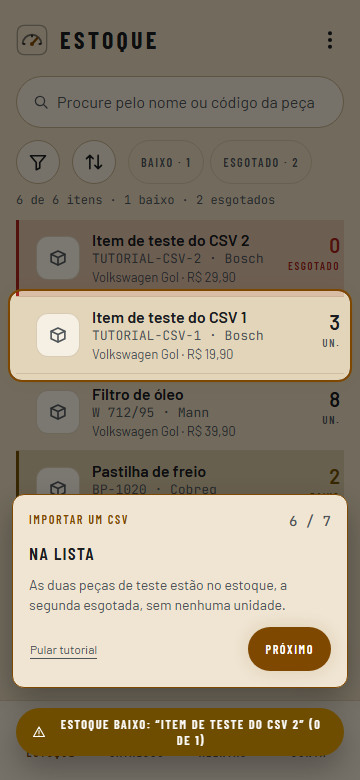 ESTOQUE
Procure pelo nome ou código da peça
BAIXO · 1
ESGOTADO · 2
6 de 6 itens · 1 baixo · 2 esgotados
Item de teste do CSV 2
TUTORIAL-CSV-2 · Bosch
Volkswagen Gol · R$ 29,90
0
ESGOTADO
Item de teste do CSV 1
TUTORIAL-CSV-1 · Bosch
Volkswagen Gol · R$ 19,90
3
UN.
Filtro de óleo
W 712/95 · Mann
Volkswagen Gol · R$ 39,90
8
UN.
Pastilha de freio
BP-1020 · Cobreq
2
IMPORTAR UM CSV
6 / 7
NA LISTA
As duas peças de teste estão no estoque, a
segunda esgotada, sem nenhuma unidade.
Pular tutorial
PRÓXIMO
ESTOQUE BAIXO: “ITEM DE TESTE DO CSV 2” (0
DE 1)